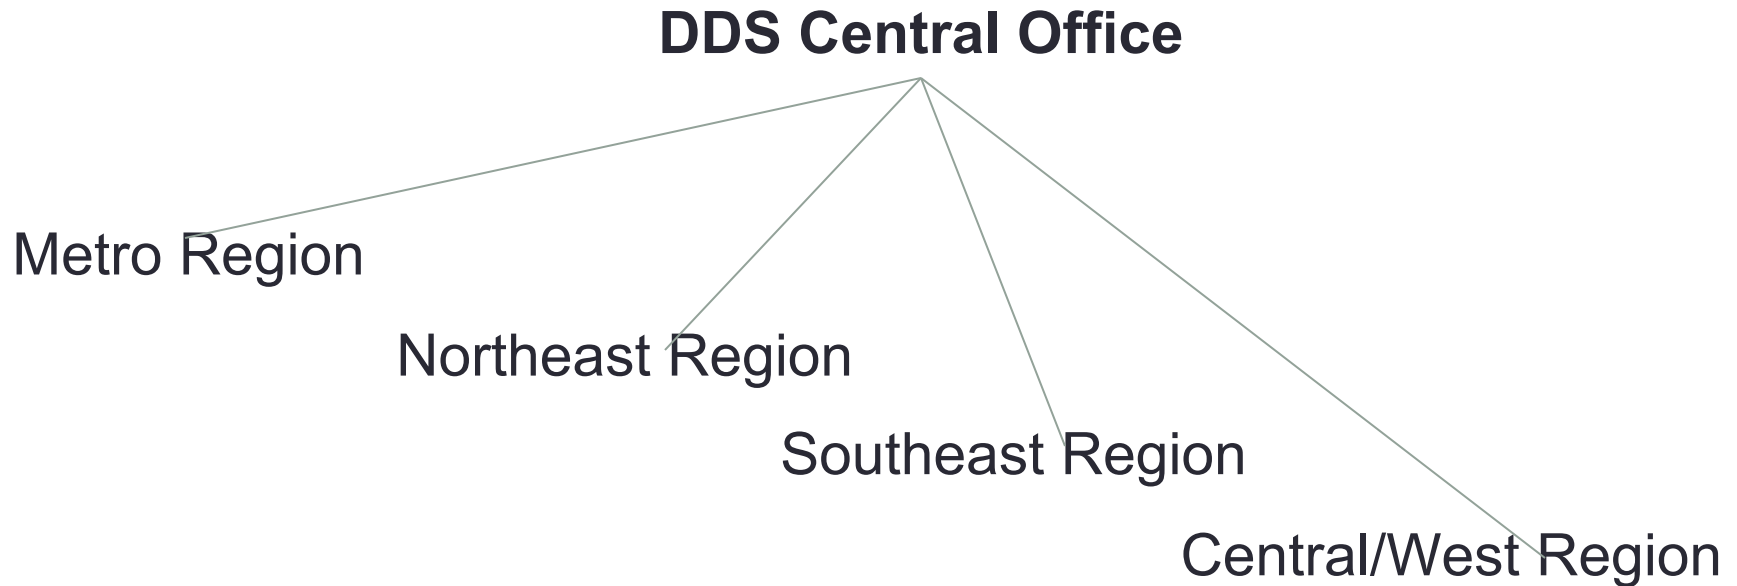 DDS Central Office
Metro Region
Northeast Region
Southeast Region
Central/West Region